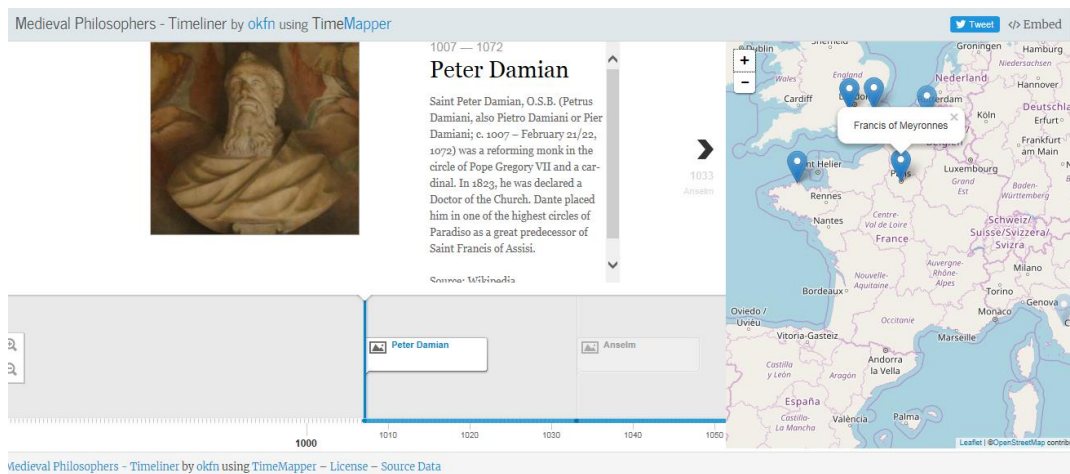 Medieval Philosophers - Timeliner by okfn using TimeMapper
Tweet </> Embed
1007 — 1072
Peter Damian
Saint Peter Damian, O.S.B. (Petrus
Damiani, also Pietro Damiani or Pier
Damiani; c. 1007 – February 21/22,
1072) was a reforming monk in the
circle of Pope Gregory VII and a car-
dinal. In 1823, he was declared a
Doctor of the Church. Dante placed
him in one of the highest circles of
Paradiso as a great predecessor of
Saint Francis of Assisi.
Source: Wikipedia
1033
Anselm
Peter Damian
Anselm
1000
1010
1020
1030
1040
1050
+
−
Dublin
Sheffield
Groningen
Hamburg
Niedersachsen
Wales
England
Nederland
Hannover
Cardiff
Francis of Meyronnes
×
Köln
Erfurt
Frankfurt
am Main
Luxembourg
Paris
Grand
Est
Baden-
Württemberg
Rennes
Nantes
Centre-
Val de Loire
France
Schweiz/
Suisse/Svizzera/
Svizra
Auvergne-
Rhône-
Alpes
Nouvelle-
Aquitaine
Milano
Torino
Bordeaux
Genova
Monaco
Occitanie
Marseille
Oviedo /
Uviéu
Vitoria-Gasteiz
Andorra
la Vella
Castilla
y León
Aragón
España
Castilla-
La Mancha
València
Palma
Leaflet | ©OpenStreetMap
Medieval Philosophers - Timeliner by okfn using TimeMapper – License – Source Data